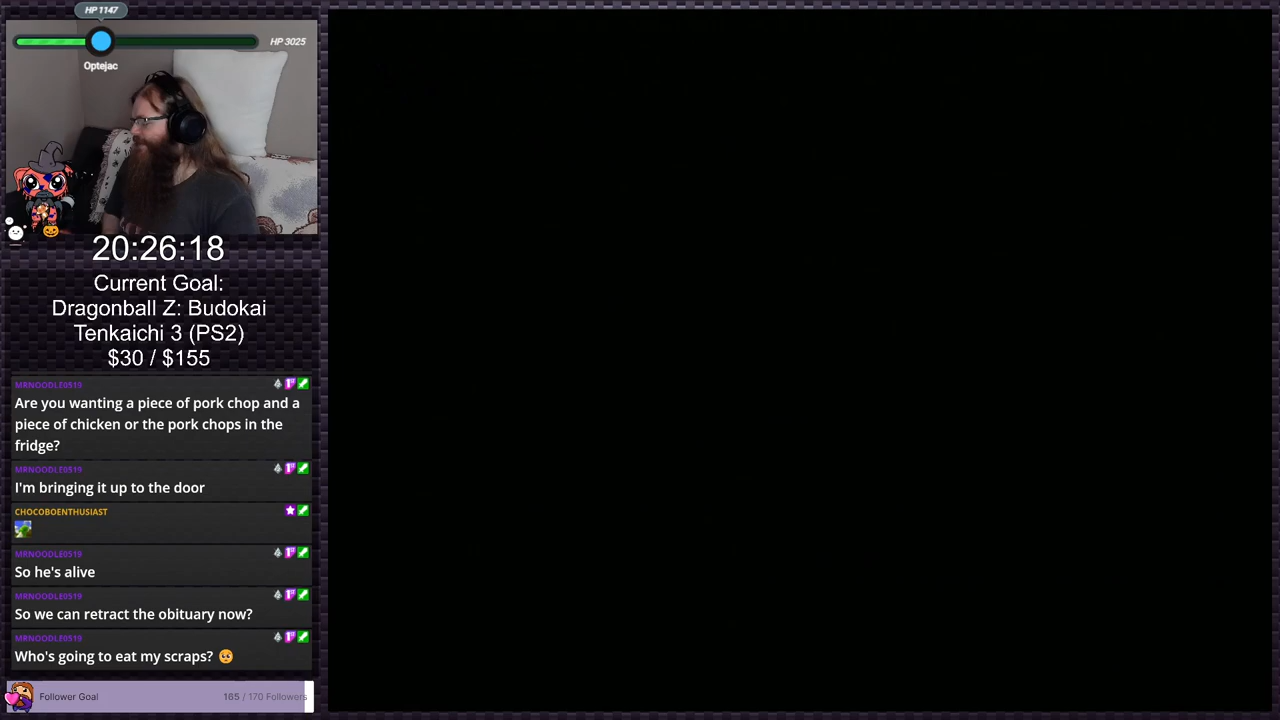 HP 1147
HP 3025
Optejac
20:26:18
Current Goal:
Dragonball Z: Budokai
Tenkaichi 3 (PS2)
$30 / $155
MRNOODLE0519
Are you wanting a piece of pork chop and a
piece of chicken or the pork chops in the
fridge?
MRNOODLE0519
I'm bringing it up to the door
CHOCOBOENTHUSIAST
MRNOODLE0519
So he's alive
MRNOODLE0519
So we can retract the obituary now?
MRNOODLE0519
Who's going to eat my scraps? 🥺
Follower Goal
165 / 170 Followers